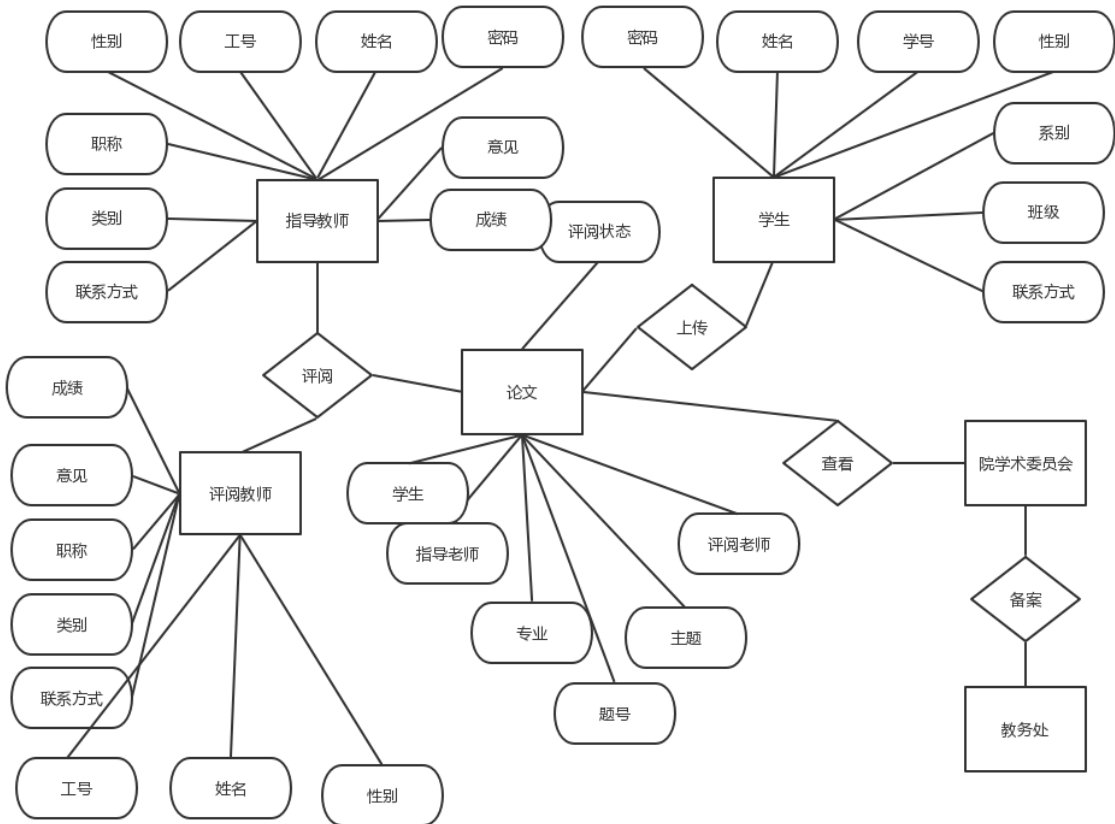 性别
工号
姓名
密码
密码
姓名
学号
性别
职称
意见
系别
类别
指导教师
成绩
评阅状态
学生
班级
联系方式
联系方式
上传
评阅
成绩
论文
意见
评阅教师
学生
查看
院学术委员会
职称
指导老师
评阅老师
类别
专业
主题
备案
联系方式
题号
教务处
工号
姓名
性别